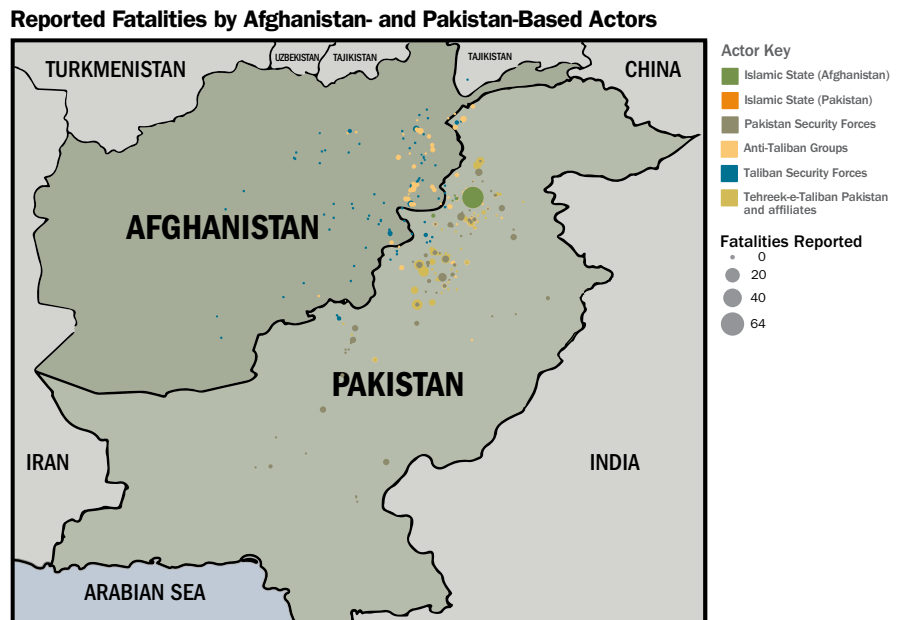 Reported Fatalities by Afghanistan- and Pakistan-Based Actors
TURKMENISTAN
UZBEKISTAN
TAJIKISTAN
TAJIKISTAN
CHINA
AFGHANISTAN
PAKISTAN
IRAN
INDIA
ARABIAN SEA
Actor Key
Islamic State (Afghanistan)
Islamic State (Pakistan)
Pakistan Security Forces
Anti-Taliban Groups
Taliban Security Forces
Tehreek-e-Taliban Pakistan
and affiliates
Fatalities Reported
0
20
40
64